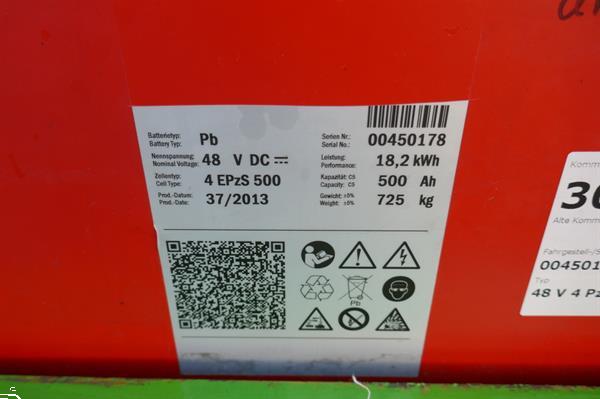 Batterietyp: Pb Serien Nr.: 00450178
Battery Typ: Serial No.:
Nennspannung: 48 V DC Leistung: 18,2 kWh
Nominal Voltage: Performance:
Zellentyp: 4 EPzS 500 Kapazität: C5 500 Ah
Cell Type: Capacity: C5
Prod.-Datum: 37/2013 Gewicht: ±5% 725 kg
Prod.-Date: Weight: ±5%
Pb
Komm
30
Alte Komm
Fahrgestell-/S
004501
Typ
48 V 4 Pz